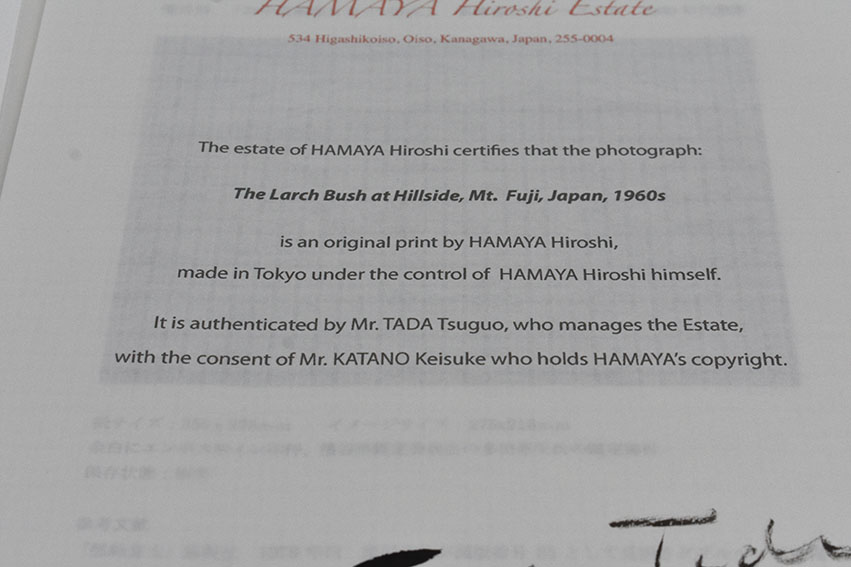 HAMAYA Hiroshi Estate
534 Higashikoiso, Oiso, Kanagawa, Japan, 255-0004
The estate of HAMAYA Hiroshi certifies that the photograph:
The Larch Bush at Hillside, Mt. Fuji, Japan, 1960s
is an original print by HAMAYA Hiroshi,
made in Tokyo under the control of HAMAYA Hiroshi himself.
It is authenticated by Mr. TADA Tsuguo, who manages the Estate,
with the consent of Mr. KATANO Keisuke who holds HAMAYA's copyright.